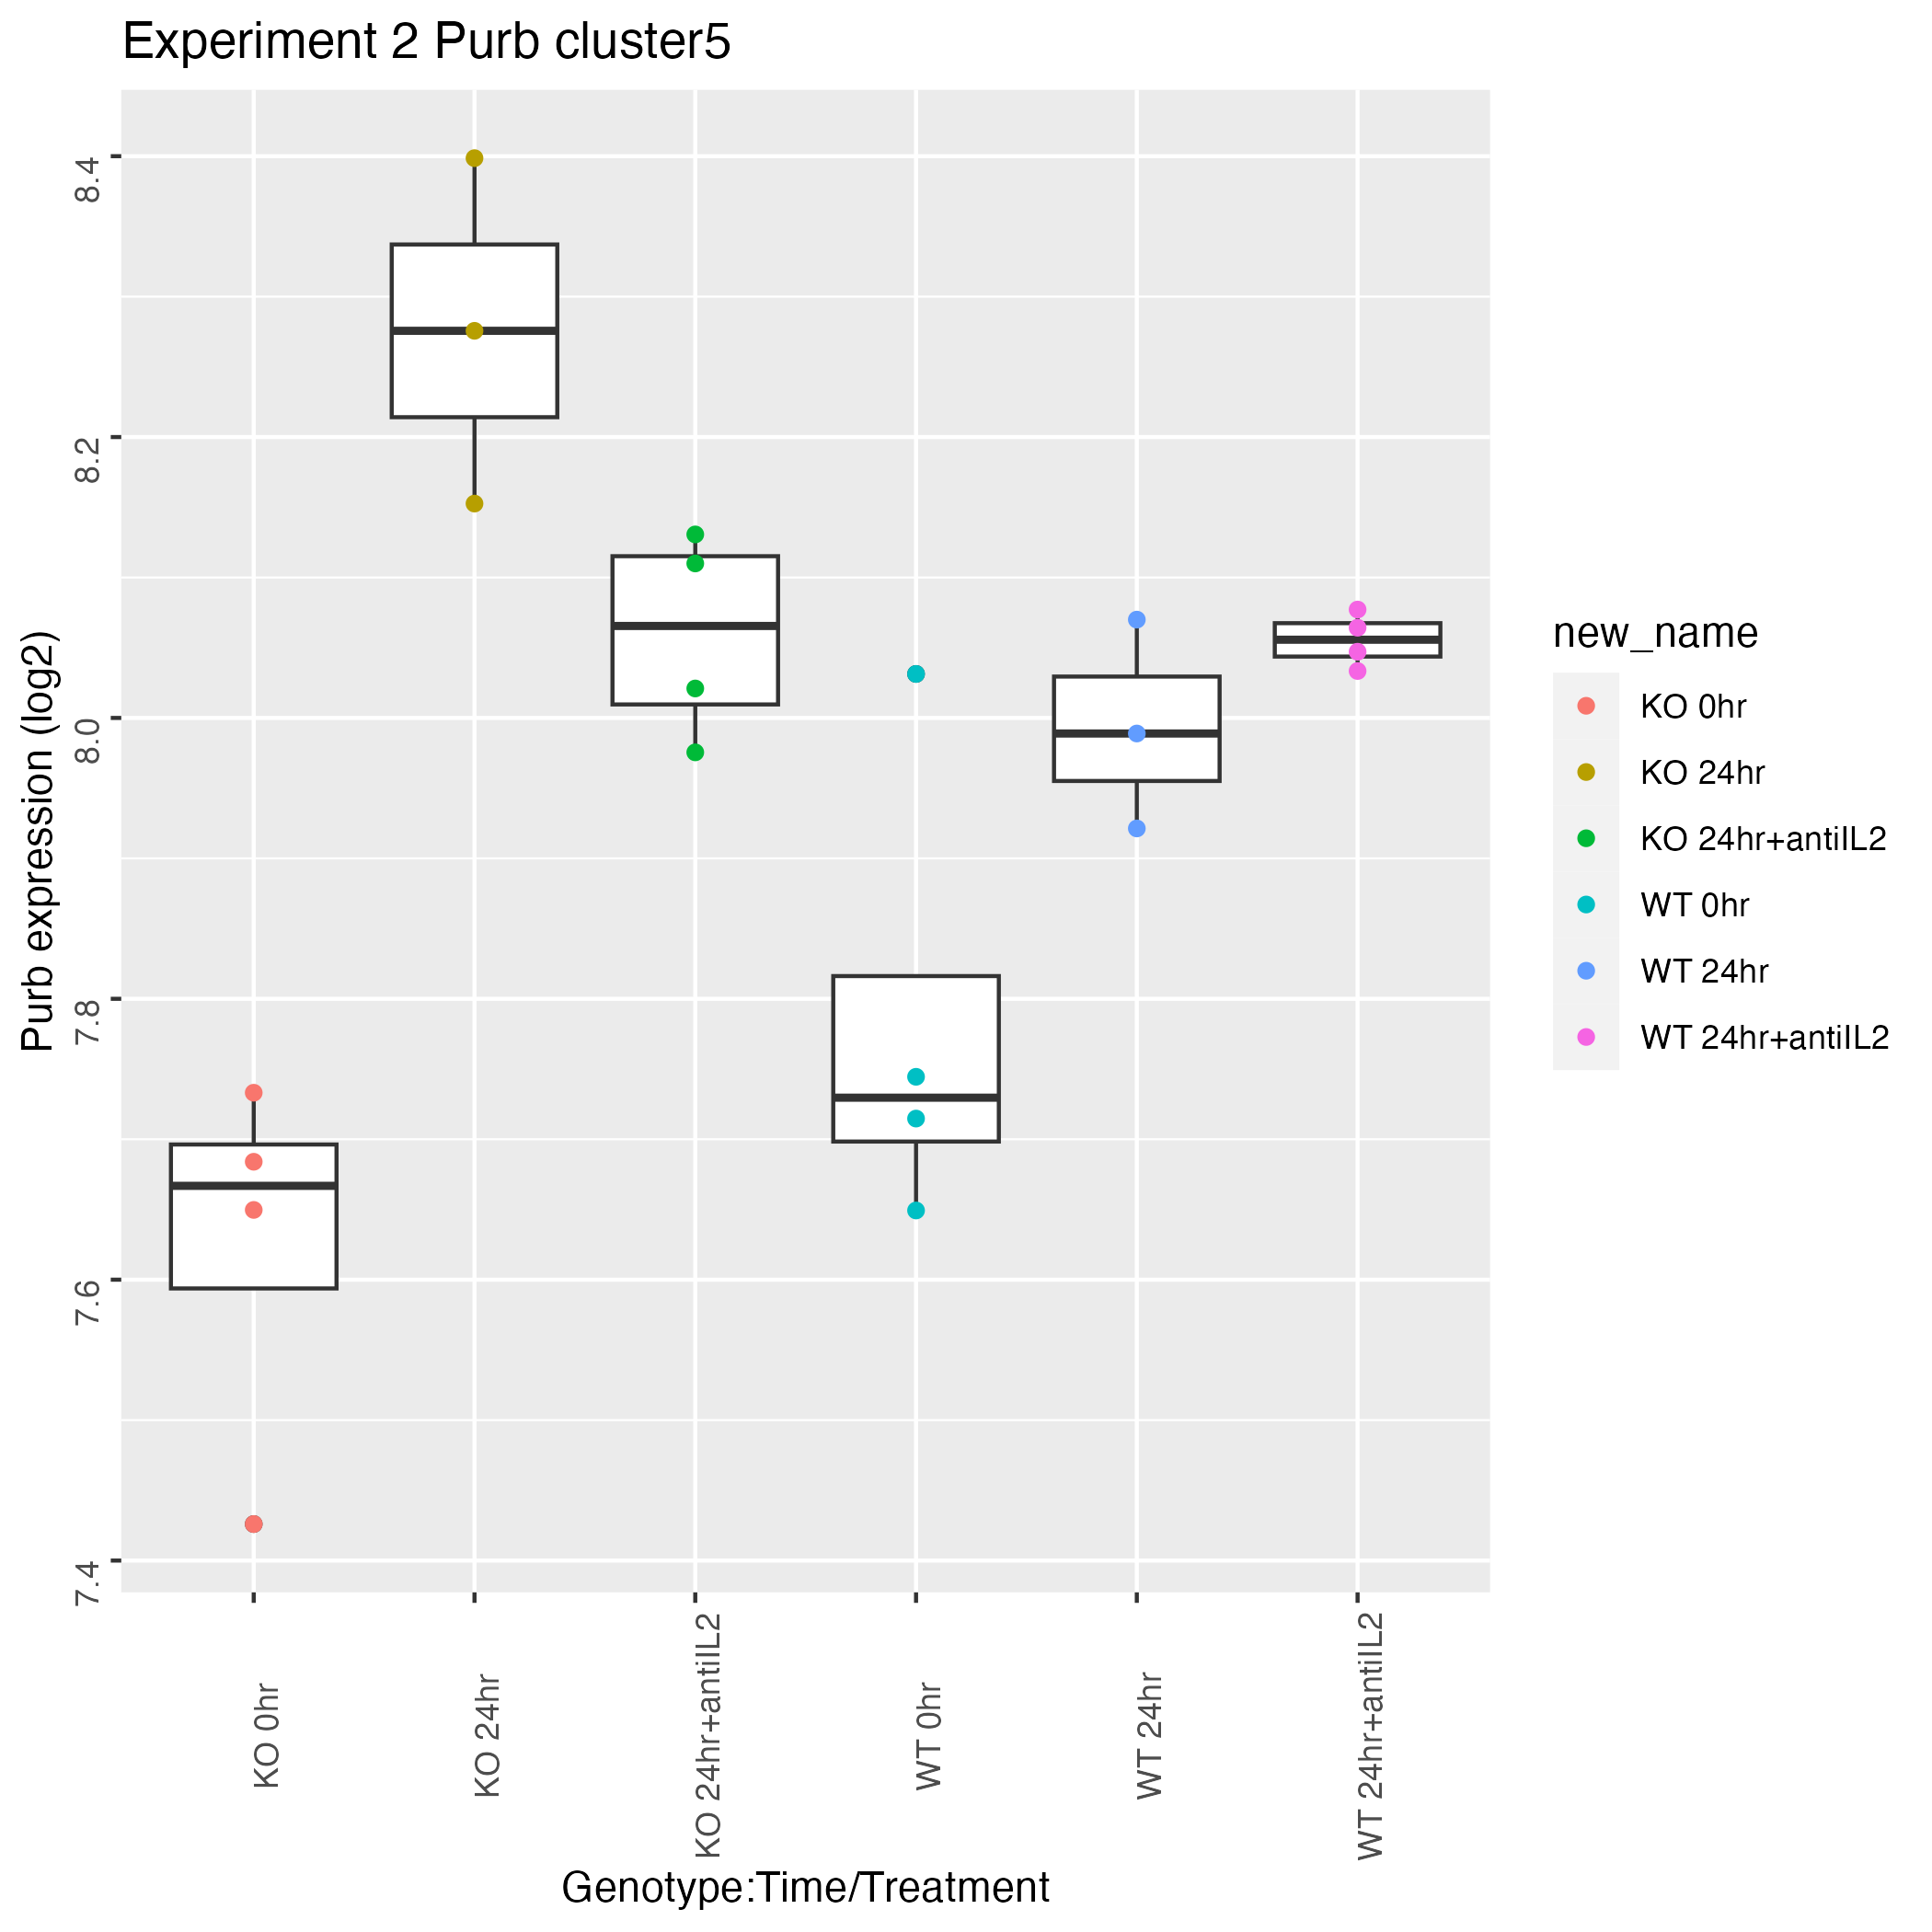 Experiment 2 Purb cluster5
Purb expression (log2)
8.4
8.2
8.0
7.8
7.6
7.4
KO 0hr
KO 24hr
KO 24hr+antiIL2
WT 0hr
WT 24hr
WT 24hr+antiIL2
Genotype:Time/Treatment
new_name
KO 0hr
KO 24hr
KO 24hr+antiIL2
WT 0hr
WT 24hr
WT 24hr+antiIL2